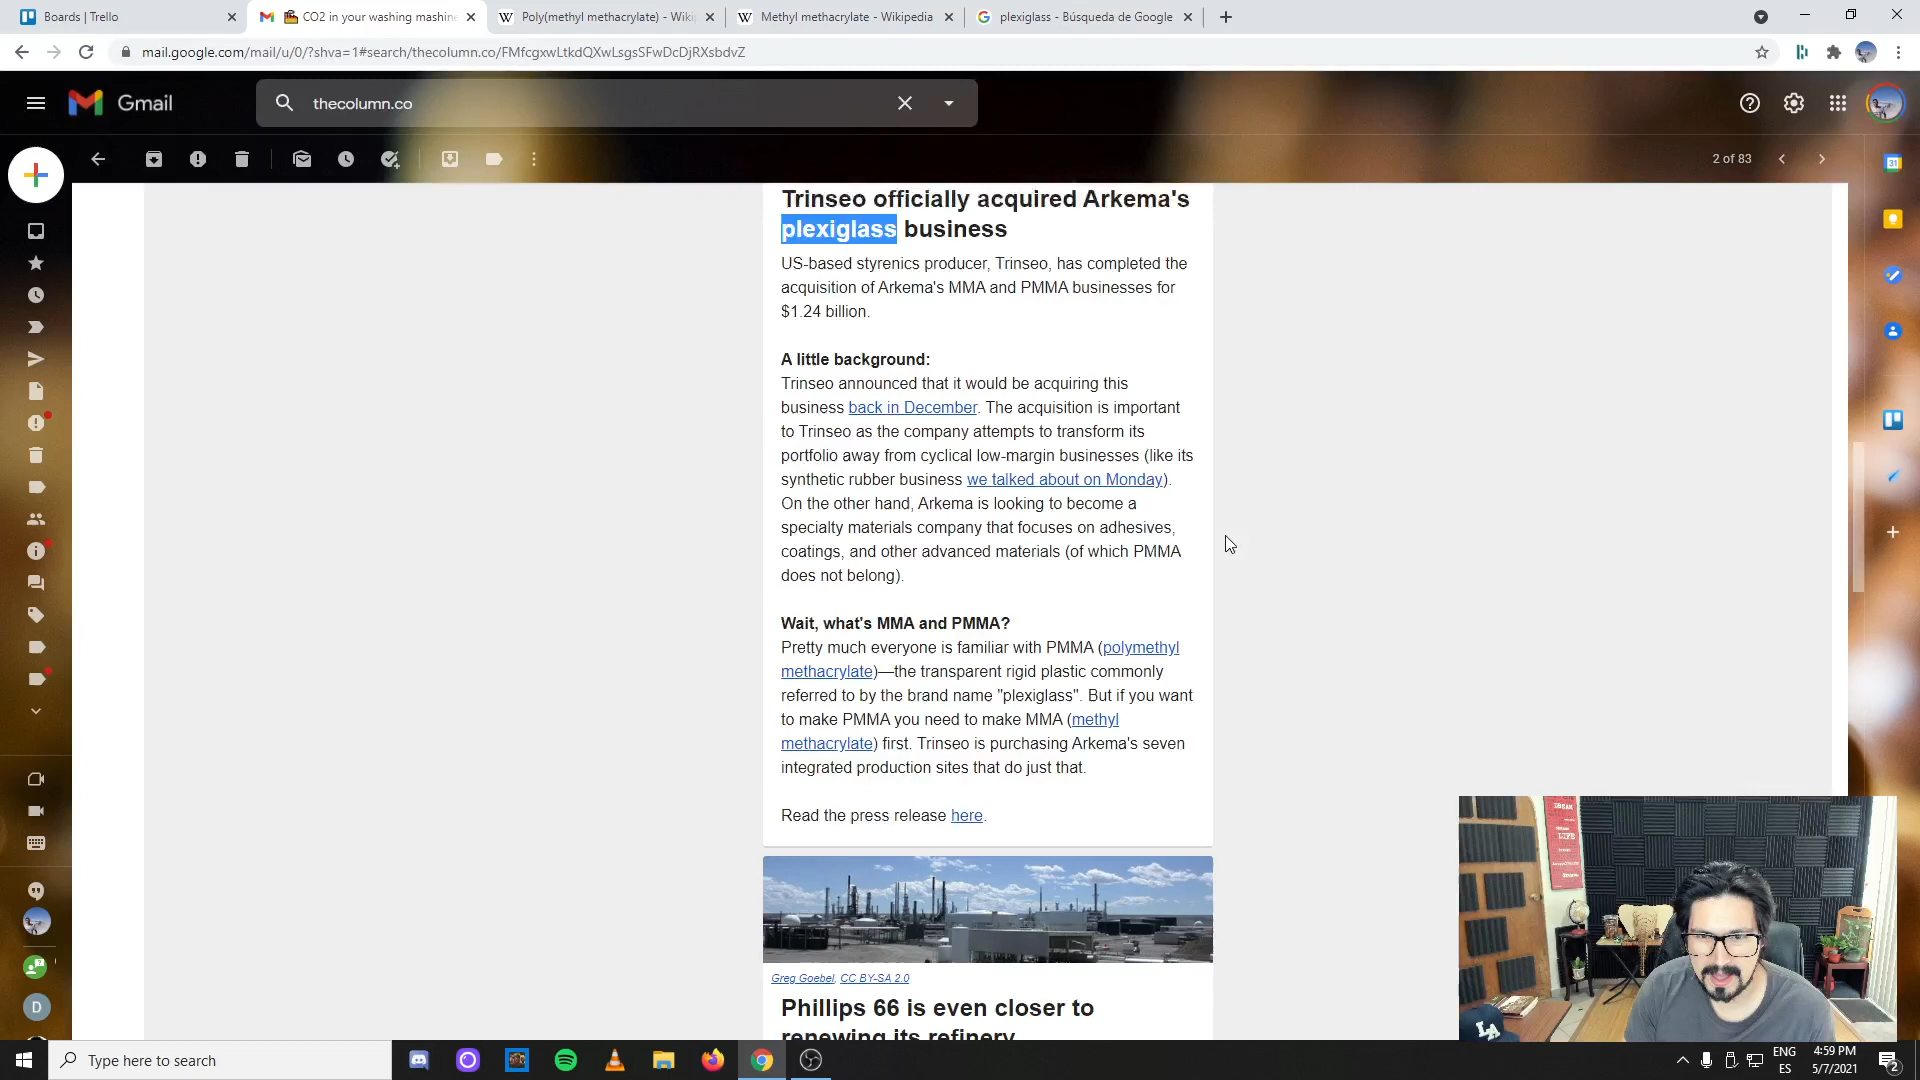 Boards | Trello
CO2 in your washing machine
Poly(methyl methacrylate) - Wiki
Methyl methacrylate - Wikipedia
plexiglass - Búsqueda de Google
mail.google.com/mail/u/0/?shva=1#search/thecolumn.co/FMfcgxwLtkdQXwLsgsSFwDcDjRXsbdvZ
Gmail
thecolumn.co
2 of 83
31
Trinseo officially acquired Arkema's
plexiglass business
US-based styrenics producer, Trinseo, has completed the
acquisition of Arkema's MMA and PMMA businesses for
$1.24 billion.
A little background:
Trinseo announced that it would be acquiring this
business back in December. The acquisition is important
to Trinseo as the company attempts to transform its
portfolio away from cyclical low-margin businesses (like its
synthetic rubber business we talked about on Monday).
On the other hand, Arkema is looking to become a
specialty materials company that focuses on adhesives,
coatings, and other advanced materials (of which PMMA
does not belong).
Wait, what's MMA and PMMA?
Pretty much everyone is familiar with PMMA (polymethyl
methacrylate)—the transparent rigid plastic commonly
referred to by the brand name "plexiglass". But if you want
to make PMMA you need to make MMA (methyl
methacrylate) first. Trinseo is purchasing Arkema's seven
integrated production sites that do just that.
Read the press release here.
Greg Goebel, CC BY-SA 2.0
Phillips 66 is even closer to
renewing its refinery
D
LIFE
LA
Type here to search
ENG
ES
4:59 PM
5/7/2021
2